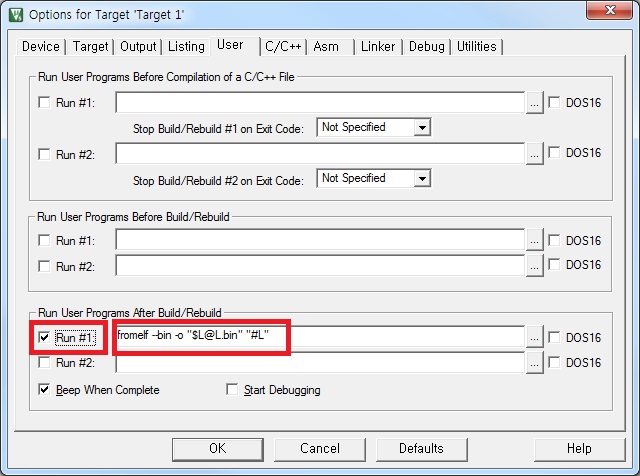 Options for Target 'Target 1'
Device Target Output Listing User C/C++ Asm Linker Debug Utilities
Run User Programs Before Compilation of a C/C++ File
Run #1: ... DOS16
Stop Build/Rebuild #1 on Exit Code: Not Specified
Run #2: ... DOS16
Stop Build/Rebuild #2 on Exit Code: Not Specified
Run User Programs Before Build/Rebuild
Run #1: ... DOS16
Run #2: ... DOS16
Run User Programs After Build/Rebuild
Run #1: fromelf --bin -o "$L@L.bin" "#L" ... DOS16
Run #2: ... DOS16
Beep When Complete Start Debugging
OK Cancel Defaults Help